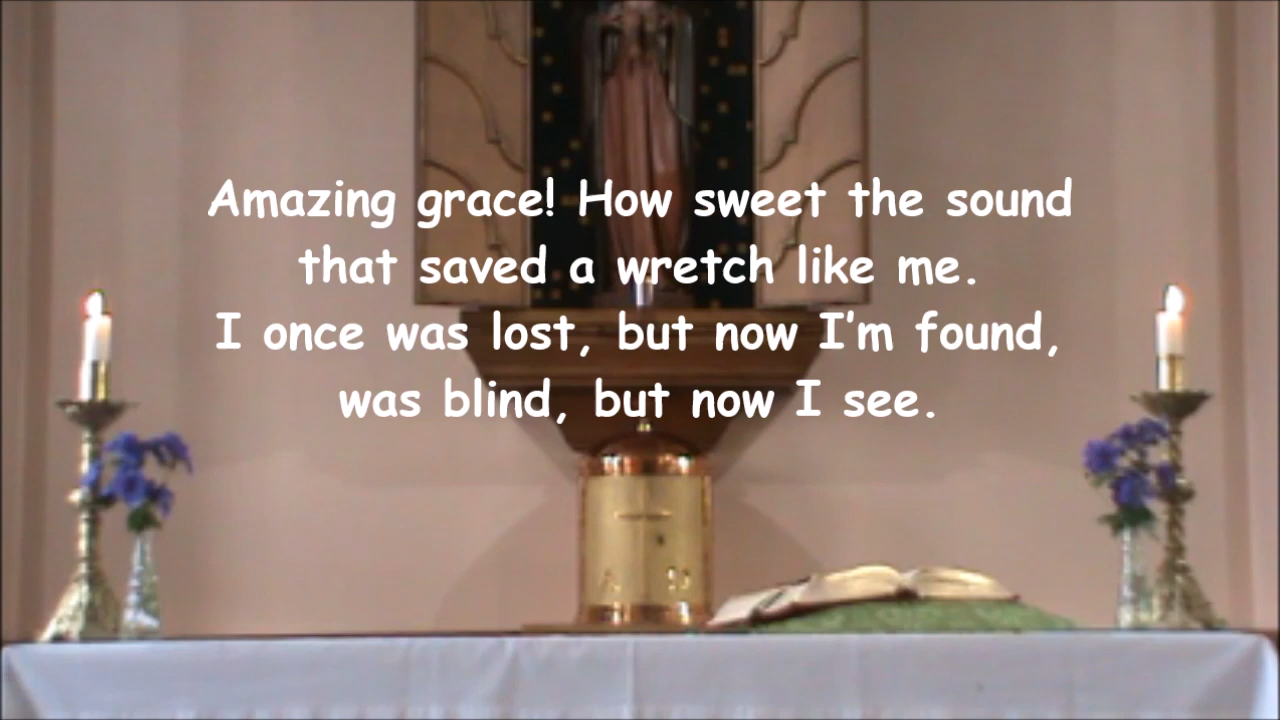 Amazing grace! How sweet the sound
that saved a wretch like me.
I once was lost, but now I’m found,
was blind, but now I see.